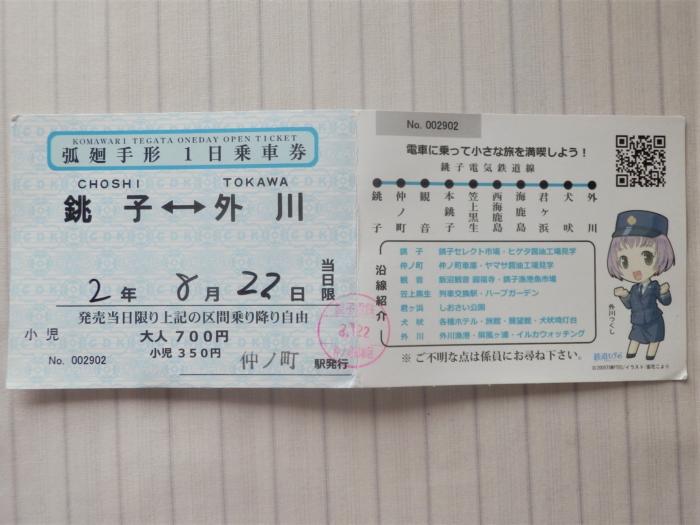 KOMAWARI TEGATA ONEDAY OPEN TICKET
弧廻手形 1日乗車券
CHOSHI TOKAWA
銚子↔外川
2年 8月22日 当日限
発売当日限り上記の区間乗り降り自由
小児
大人 700円
小児 350円
No. 002902
仲ノ町 駅発行
8.-2.22
No. 002902
電車に乗って小さな旅を満喫しよう!
銚子電気鉄道線
銚子
仲ノ町
観音
本銚子
笠上黒生
西海鹿島
海鹿島
君ヶ浜
犬吠
外川
沿線紹介
銚子 銚子セレクト市場・ヒゲタ醤油工場見学
仲ノ町 仲ノ町車庫・ヤマサ醤油工場見学
観音 飯沼観音 圓福寺・銚子漁港魚市場
笠上黒生 列車交換駅・ハーブガーデン
君ヶ浜 しおさい公園
犬吠 各種ホテル・旅館・展望館・犬吠埼灯台
外川 外川漁港・屏風ヶ浦・イルカウォッチング
※ ご不明な点は係員にお尋ね下さい。
外川つくし
鉄道むすめ